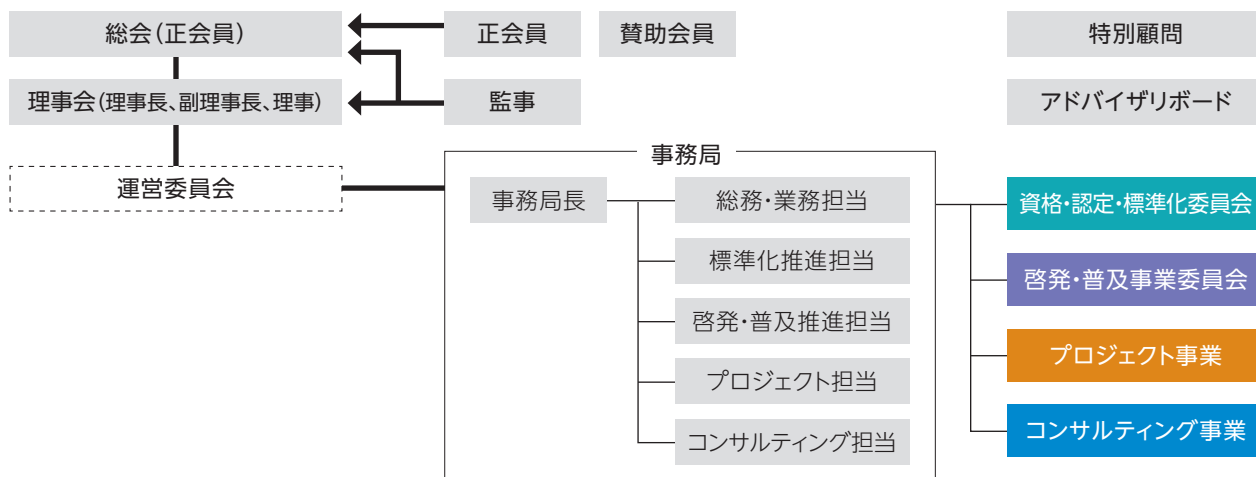 総会(正会員)
正会員
賛助会員
特別顧問
理事会(理事長、副理事長、理事)
監事
アドバイザリボード
運営委員会
事務局
事務局長
総務・業務担当
標準化推進担当
啓発・普及推進担当
プロジェクト担当
コンサルティング担当
資格・認定・標準化委員会
啓発・普及事業委員会
プロジェクト事業
コンサルティング事業